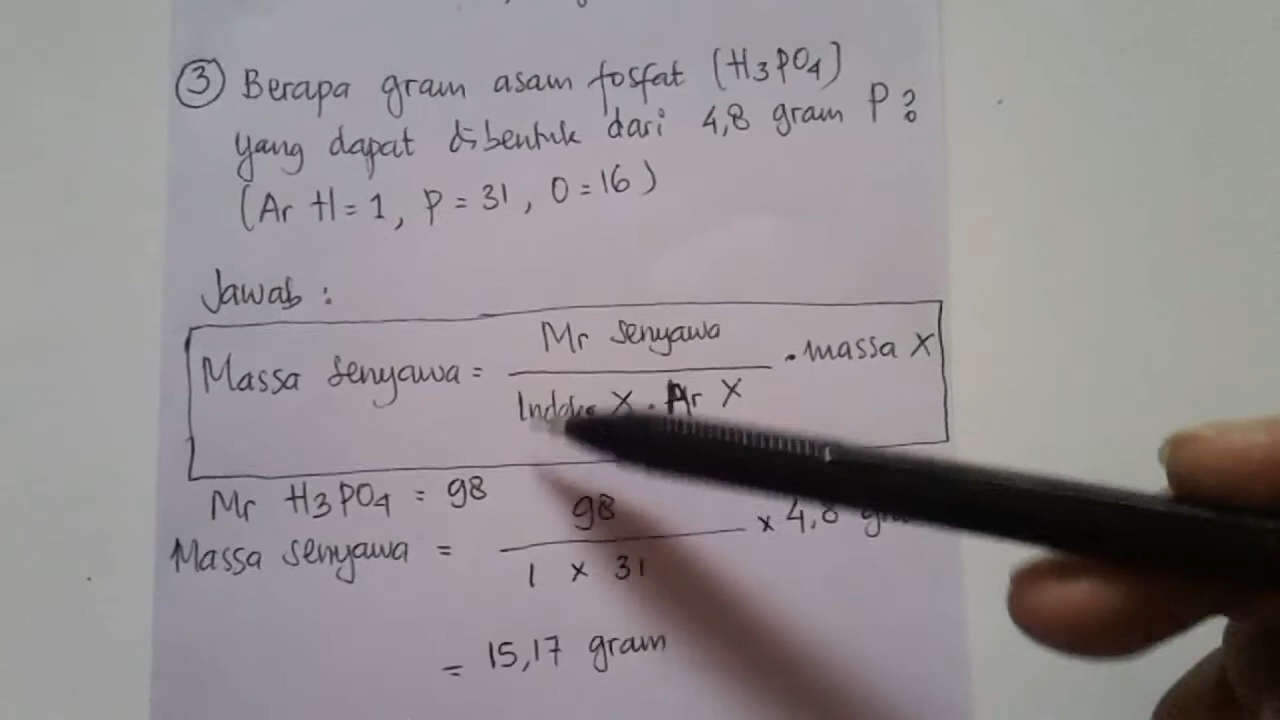 ③ Berapa gram asam fosfat (H3PO4)
yang dapat dibentuk dari 4,8 gram P?
(Ar H = 1, P = 31, O = 16)
Jawab :
Massa Senyawa = Mr Senyawa / Indeks X . Ar X . massa X
Mr H3PO4 = 98
Massa senyawa = 98 / 1 x 31 x 4,8
= 15,17 gram